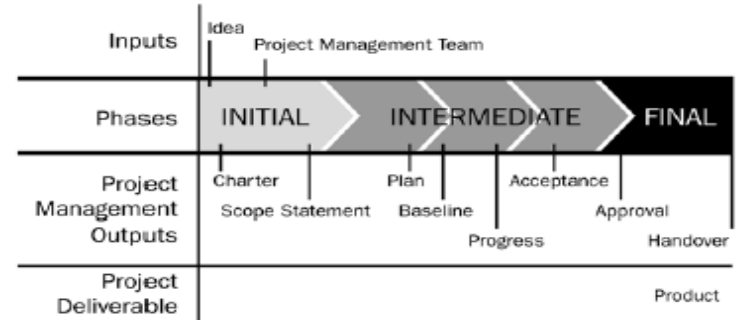 Idea
Inputs
Project Management Team
Phases
INITIAL
INTERMEDIATE
FINAL
Project
Management
Outputs
Charter
Plan
Acceptance
Scope Statement
Baseline
Approval
Progress
Handover
Project
Deliverable
Product